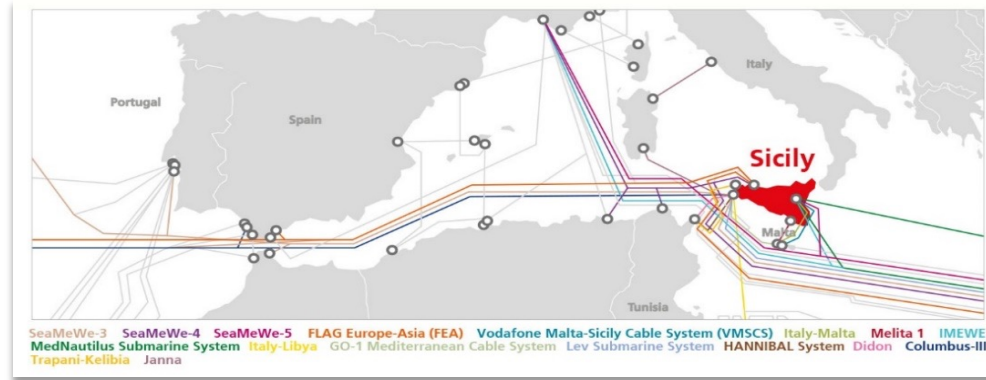 Italy
Portugal
Spain
Sicily
Malta
Tunisia
SeaMeWe-3 SeaMeWe-4 SeaMeWe-5 FLAG Europe-Asia (FEA) Vodafone Malta-Sicily Cable System (VMSCS) Italy-Malta Melita 1 IMEWE
MedNautilus Submarine System Italy-Libya GO-1 Mediterranean Cable System Lev Submarine System HANNIBAL System Didon Columbus-III
Trapani-Kelibia Janna